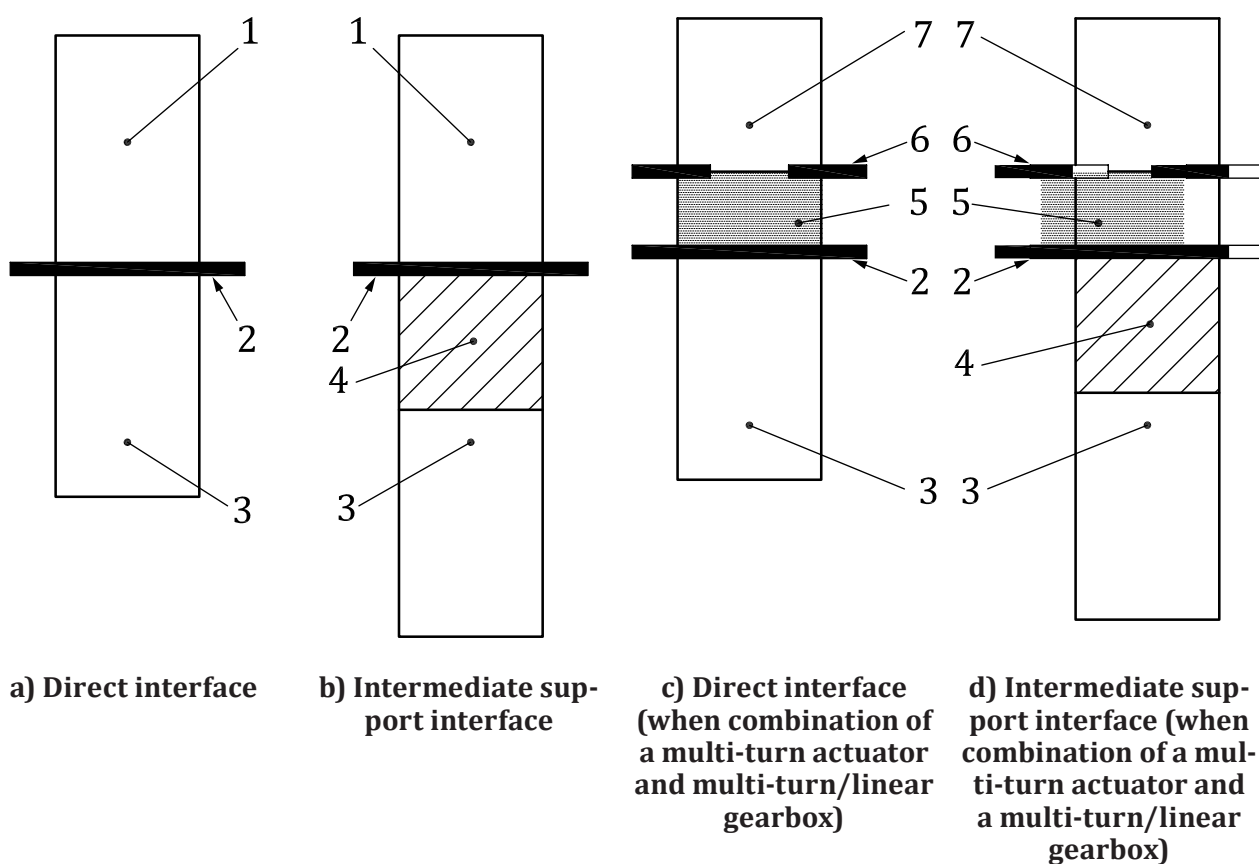 1
2
3
a) Direct interface
1
2
4
3
b) Intermediate sup-
port interface
7
6
5
2
3
c) Direct interface
(when combination of
a multi-turn actuator
and multi-turn/linear
gearbox)
7
6
5
2
4
3
d) Intermediate sup-
port interface (when
combination of a mul-
ti-turn actuator and
a multi-turn/linear
gearbox)